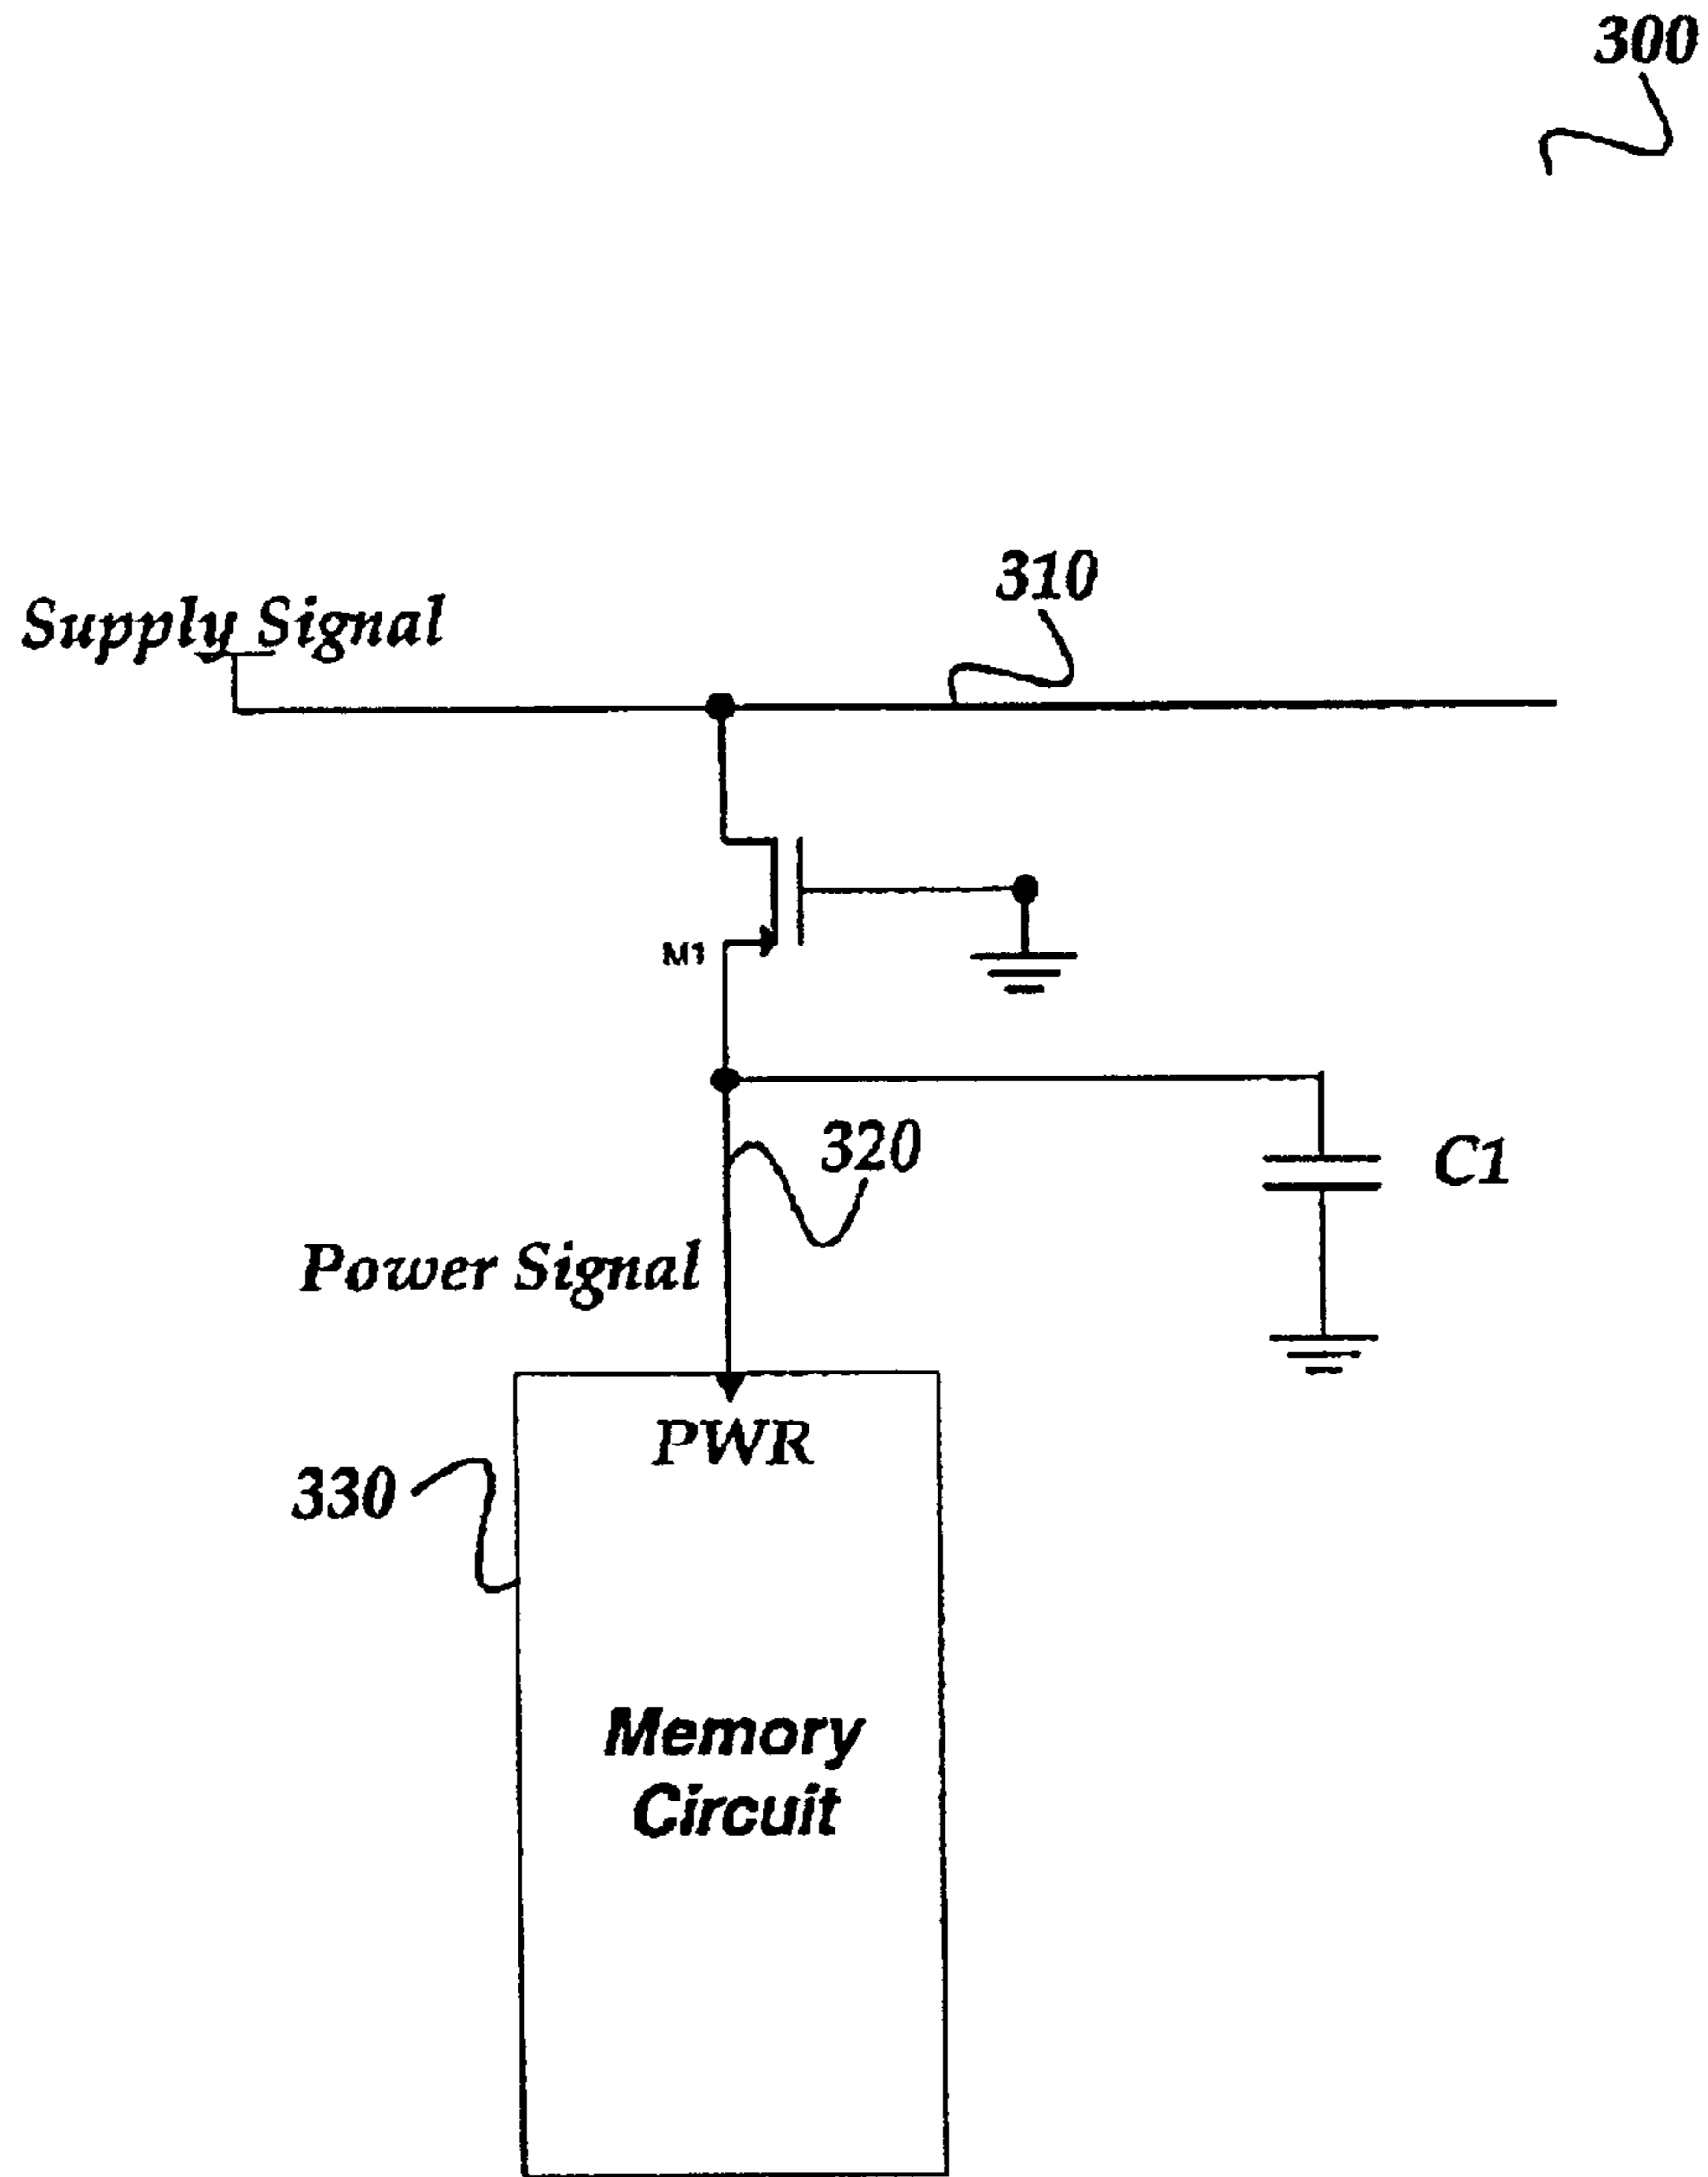 300
310
Supply Signal
M1
320
C1
Power Signal
PWR
330
Memory
Circuit